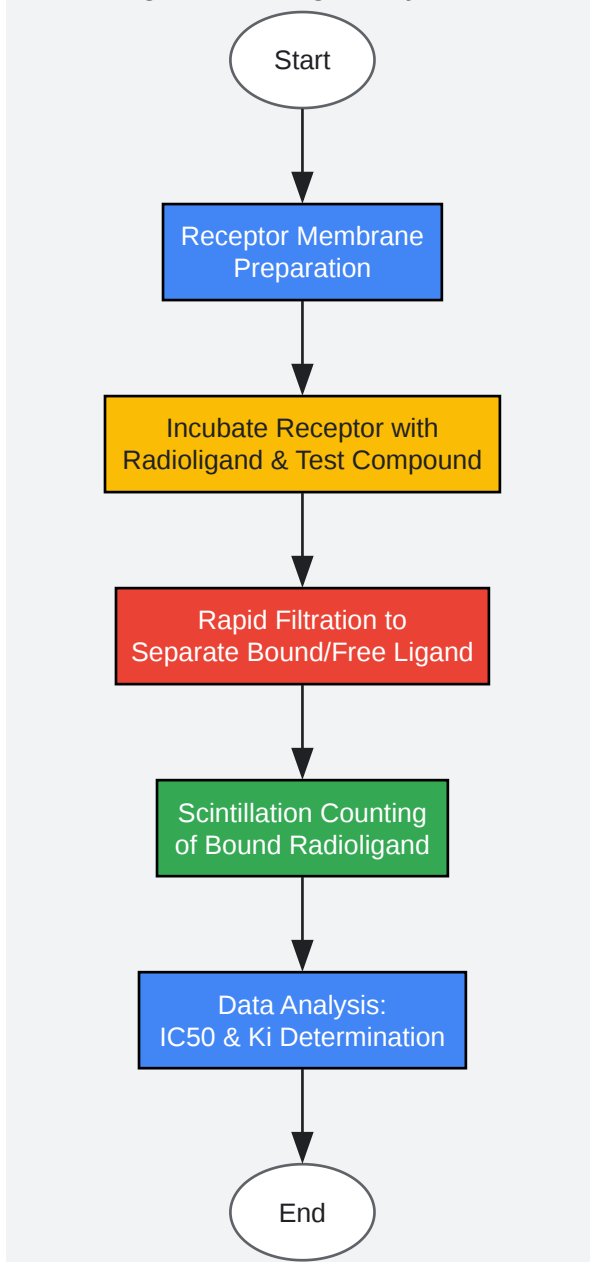 Start
Receptor Membrane
Preparation
Incubate Receptor with
Radioligand & Test Compound
Rapid Filtration to
Separate Bound/Free Ligand
Scintillation Counting
of Bound Radioligand
Data Analysis:
IC50 & Ki Determination
End